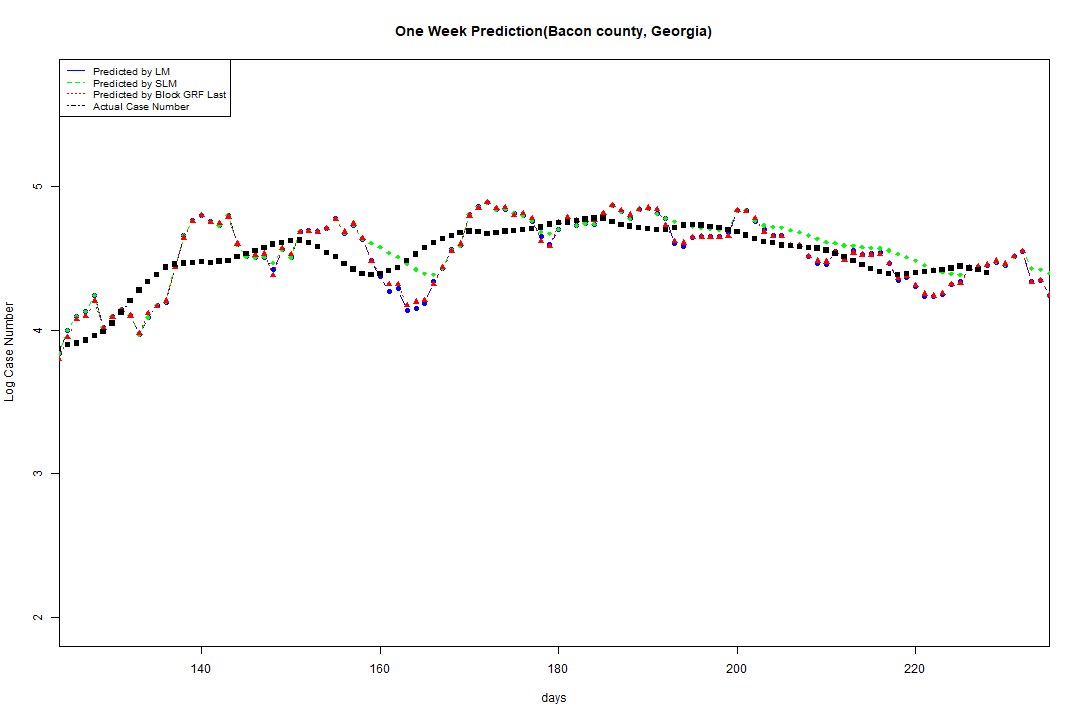 One Week Prediction(Bacon county, Georgia)
Predicted by LM
Predicted by SLM
Predicted by Block GRF Last
Actual Case Number
5
4
3
2
Log Case Number
140 160 180 200 220
days